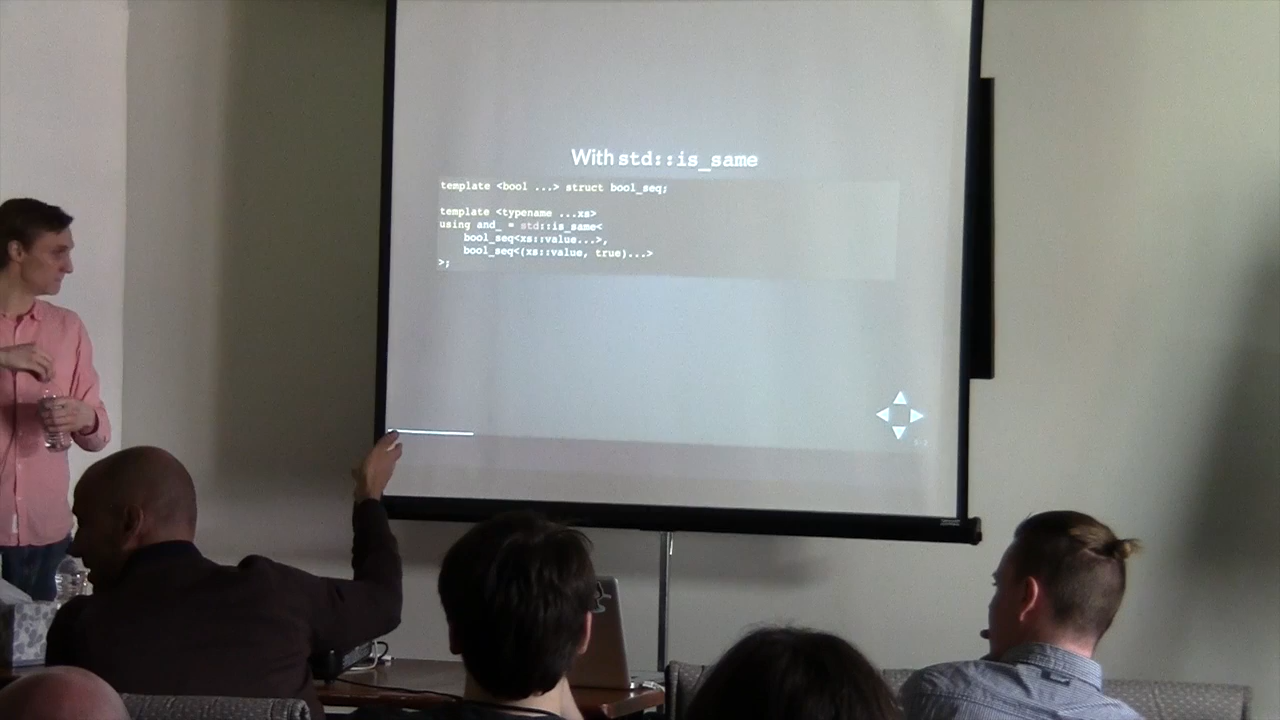 With std::is_same
template <bool ...> struct bool_seq;
template <typename ...xs>
using and_ = std::is_same<
bool_seq<xs::value...>,
bool_seq<(xs::value, true)...>
>;